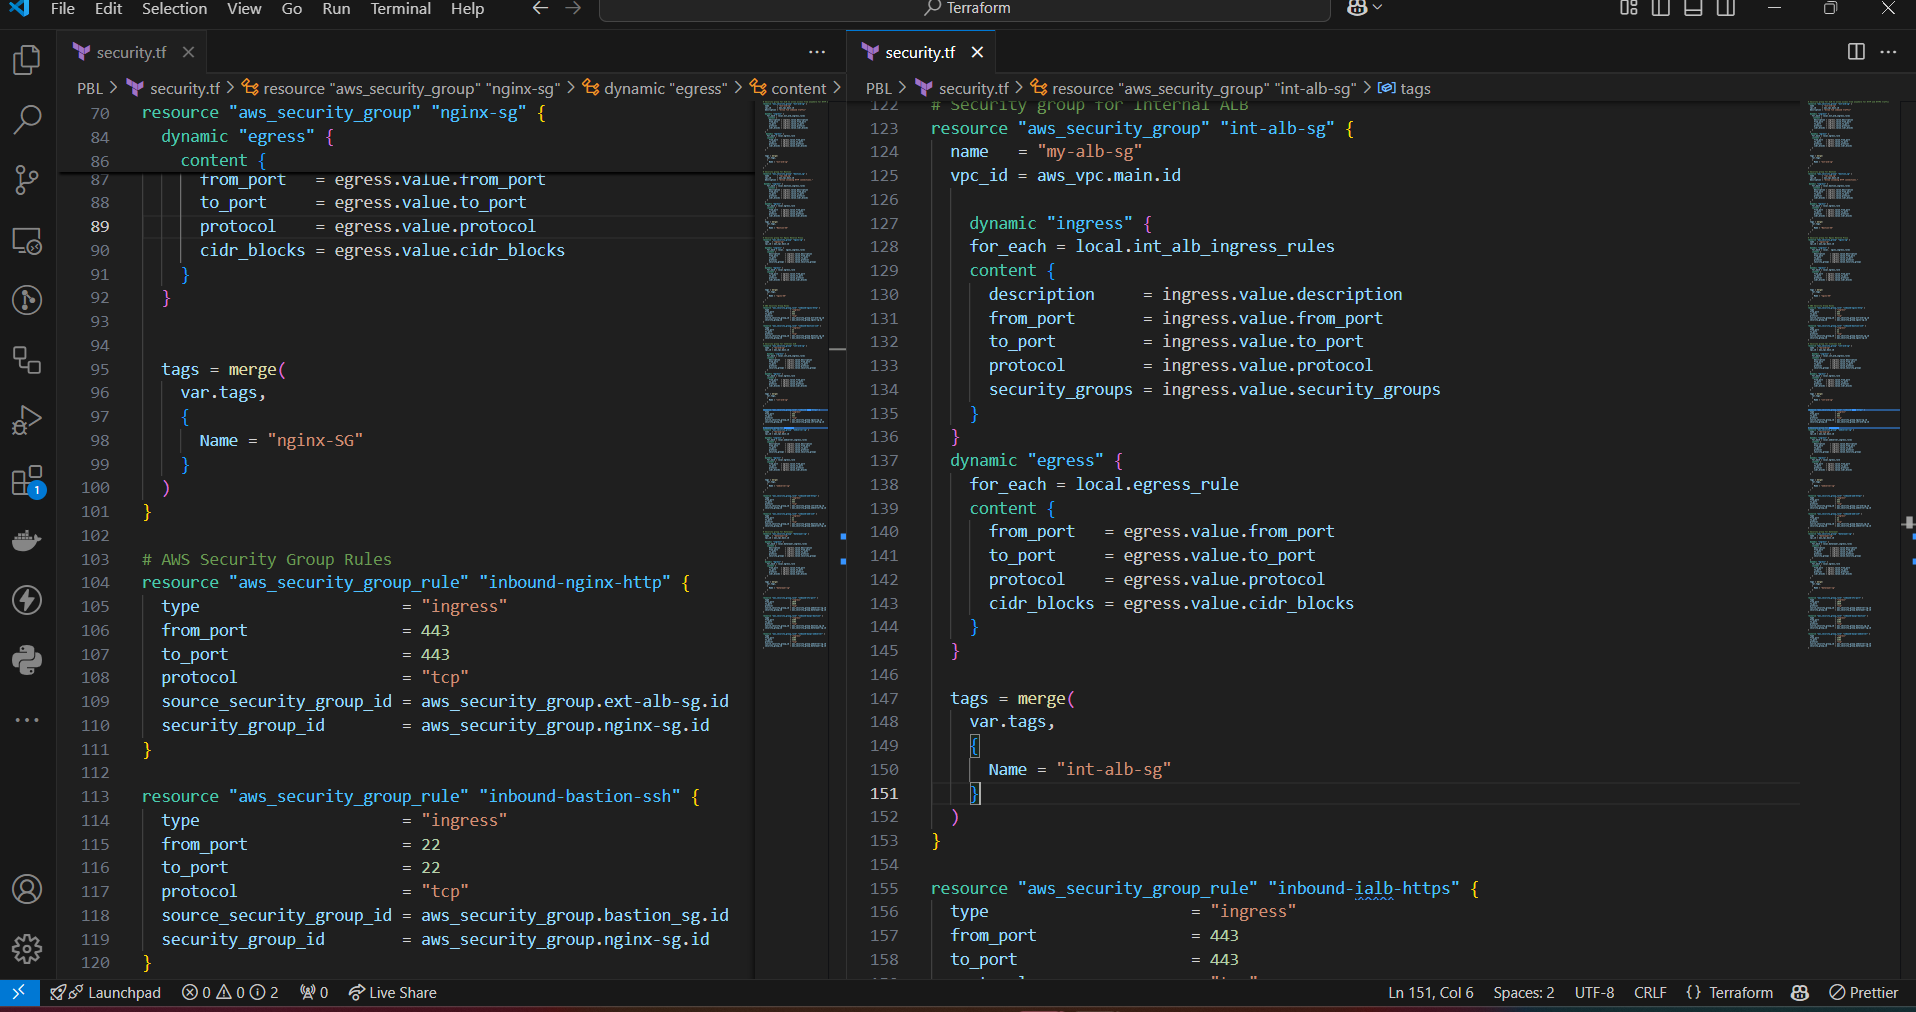 File Edit Selection View Go Run Terminal Help
Terraform
security.tf
PBL > security.tf > resource "aws_security_group" "nginx-sg" > dynamic "egress" > content >
70 resource "aws_security_group" "nginx-sg" {
84 dynamic "egress" {
86 content {
87 from_port = egress.value.from_port
88 to_port = egress.value.to_port
89 protocol = egress.value.protocol
90 cidr_blocks = egress.value.cidr_blocks
91 }
92 }
93
94
95 tags = merge(
96 var.tags,
97 {
98 Name = "nginx-SG"
99 }
100 )
101 }
102
103 # AWS Security Group Rules
104 resource "aws_security_group_rule" "inbound-nginx-http" {
105 type = "ingress"
106 from_port = 443
107 to_port = 443
108 protocol = "tcp"
109 source_security_group_id = aws_security_group.ext-alb-sg.id
110 security_group_id = aws_security_group.nginx-sg.id
111 }
112
113 resource "aws_security_group_rule" "inbound-bastion-ssh" {
114 type = "ingress"
115 from_port = 22
116 to_port = 22
117 protocol = "tcp"
118 source_security_group_id = aws_security_group.bastion_sg.id
119 security_group_id = aws_security_group.nginx-sg.id
120 }
security.tf
PBL > security.tf > resource "aws_security_group" "int-alb-sg" > tags
122 # Security group for Internal ALB
123 resource "aws_security_group" "int-alb-sg" {
124 name = "my-alb-sg"
125 vpc_id = aws_vpc.main.id
126
127 dynamic "ingress" {
128 for_each = local.int_alb_ingress_rules
129 content {
130 description = ingress.value.description
131 from_port = ingress.value.from_port
132 to_port = ingress.value.to_port
133 protocol = ingress.value.protocol
134 security_groups = ingress.value.security_groups
135 }
136 }
137 dynamic "egress" {
138 for_each = local.egress_rule
139 content {
140 from_port = egress.value.from_port
141 to_port = egress.value.to_port
142 protocol = egress.value.protocol
143 cidr_blocks = egress.value.cidr_blocks
144 }
145 }
146
147 tags = merge(
148 var.tags,
149 {
150 Name = "int-alb-sg"
151 }
152 )
153 }
154
155 resource "aws_security_group_rule" "inbound-ialb-https" {
156 type = "ingress"
157 from_port = 443
158 to_port = 443
1
Launchpad 0 0 2 0 Live Share
Ln 151, Col 6 Spaces: 2 UTF-8 CRLF {} Terraform Prettier